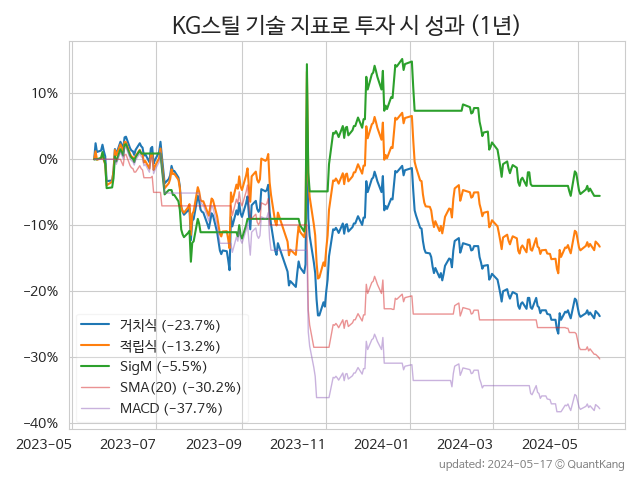 KG스틸 기술 지표로 투자 시 성과 (1년)
10%
0%
−10%
−20%
−30%
−40%
거치식 (−23.7%)
적립식 (−13.2%)
SigM (−5.5%)
SMA(20) (−30.2%)
MACD (−37.7%)
2023-05 2023-07 2023-09 2023-11 2024-01 2024-03 2024-05
updated: 2024-05-17 © QuantKang